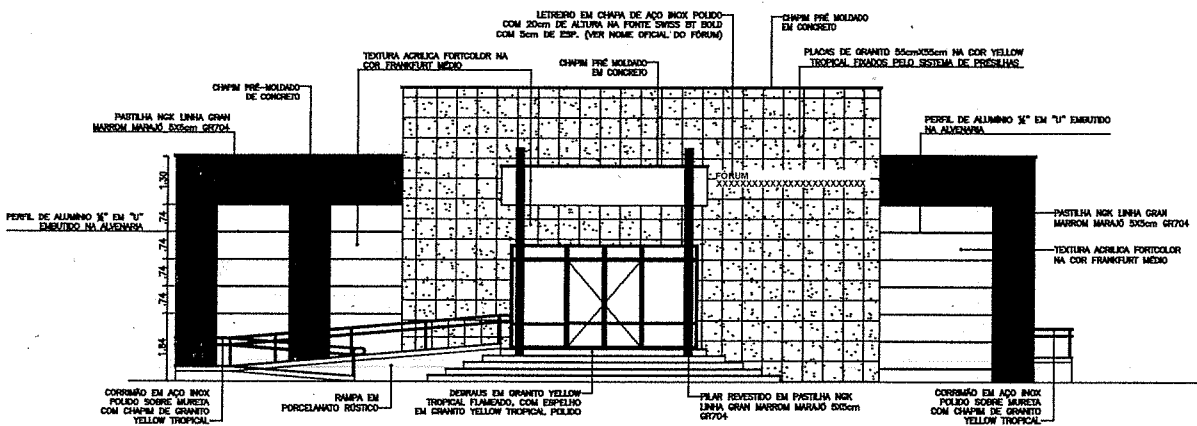 LETREIRO EM CHAPA DE AÇO INOX POLIDO
COM 20cm DE ALTURA NA FONTE SWISS BT BOLD
COM 5cm DE ESP. (VER NOME OFICIAL DO FÓRUM)
CHAPIM PRÉ MOLDADO
EM CONCRETO
TEXTURA ACRILICA FORTCOLOR NA
COR FRANKFURT MÉDIO
CHAPIM PRÉ MOLDADO
EM CONCRETO
PLACAS DE GRANITO 55cmX55cm NA COR YELLOW
TROPICAL FIXADOS PELO SISTEMA DE PRESILHAS
CHAPIM PRÉ-MOLDADO
DE CONCRETO
PASTILHA NGK LINHA GRAN
MARROM MARAJÓ 5X5cm GR704
PERFIL DE ALUMÍNIO ½" EM "U" EMBUTIDO
NA ALVENARIA
1.30
FÓRUM
XXXXXXXXXXXXXXXXXXXXXXXXXX
PERFIL DE ALUMÍNIO ½" EM "U"
EMBUTIDO NA ALVENARIA
.74
.74
.74
.74
1.84
PASTILHA NGK LINHA GRAN
MARROM MARAJÓ 5X5cm GR704
TEXTURA ACRILICA FORTCOLOR
NA COR FRANKFURT MÉDIO
CORRIMÃO EM AÇO INOX
POLIDO SOBRE MURETA
COM CHAPIM DE GRANITO
YELLOW TROPICAL
RAMPA EM
PORCELANATO RÚSTICO
DEGRAUS EM GRANITO YELLOW
TROPICAL FLAMEADO, COM ESPELHO
EM GRANITO YELLOW TROPICAL POLIDO
PILAR REVESTIDO EM PASTILHA NGK
LINHA GRAN MARROM MARAJÓ 5X5cm
GR704
CORRIMÃO EM AÇO INOX
POLIDO SOBRE MURETA
COM CHAPIM DE GRANITO
YELLOW TROPICAL